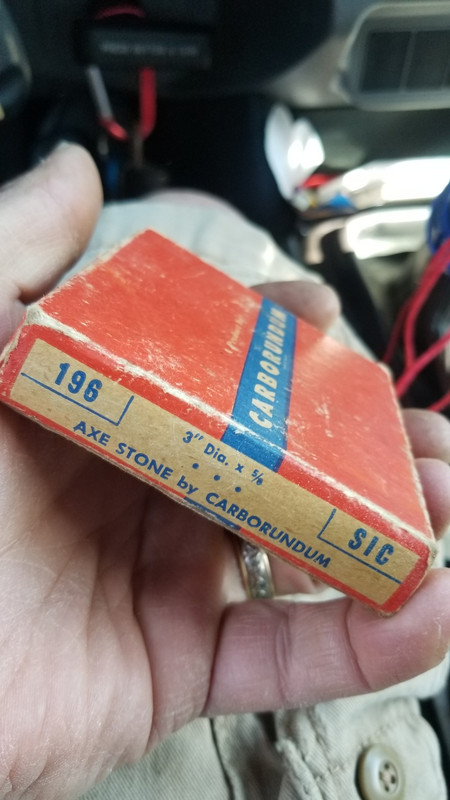 CARBORUNDUM
196
3" Dia. x 5/8
AXE STONE by CARBORUNDUM
SIC